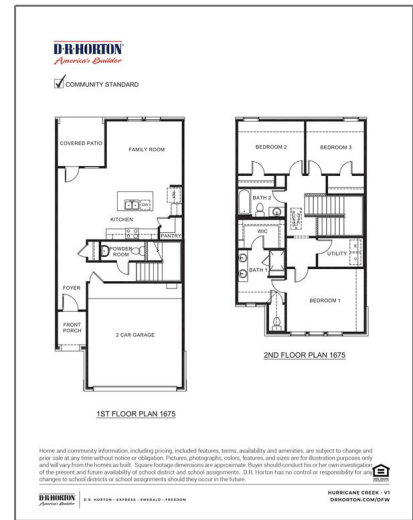 D·R·HORTON
America's Builder
COMMUNITY STANDARD
COVERED PATIO
FAMILY ROOM
DW
KITCHEN
PANTRY
POWDER
ROOM
FOYER
FRONT
PORCH
2 CAR GARAGE
1ST FLOOR PLAN 1675
BEDROOM 2
BEDROOM 3
BATH 2
WIC
UTILITY
BATH 1
BEDROOM 1
2ND FLOOR PLAN 1675
Home and community information, including pricing, included features, terms, availability and amenities, are subject to change and
prior sale at any time without notice or obligation. Pictures, photographs, colors, features, and sizes are for illustration purposes only
and will vary from the homes as built. Square footage dimensions are approximate. Buyer should conduct his or her own investigation
of the present and future availability of school district and school assignments. D.R. Horton has no control or responsibility for any
changes to school districts or school assignments should they occur in the future.
D·R·HORTON
America's Builder
D.R. HORTON - EXPRESS - EMERALD - FREEDOM
HURRICANE CREEK - V1
DRHORTON.COM/DFW